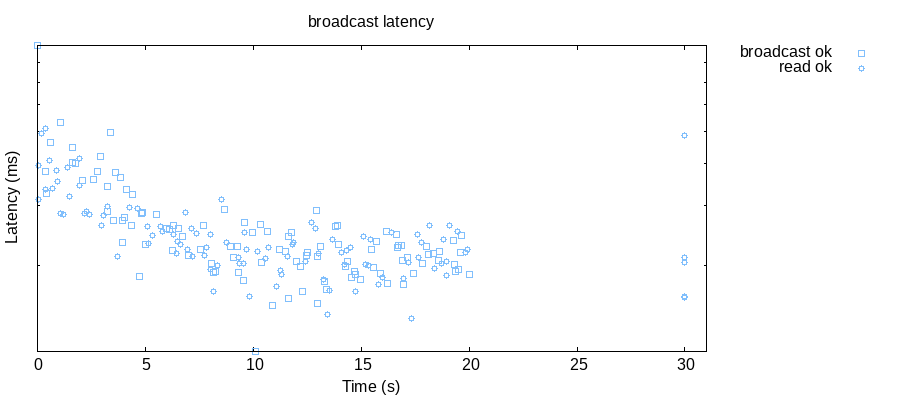 broadcast latency
broadcast ok
read ok
Latency (ms)
0 5 10 15 20 25 30
Time (s)